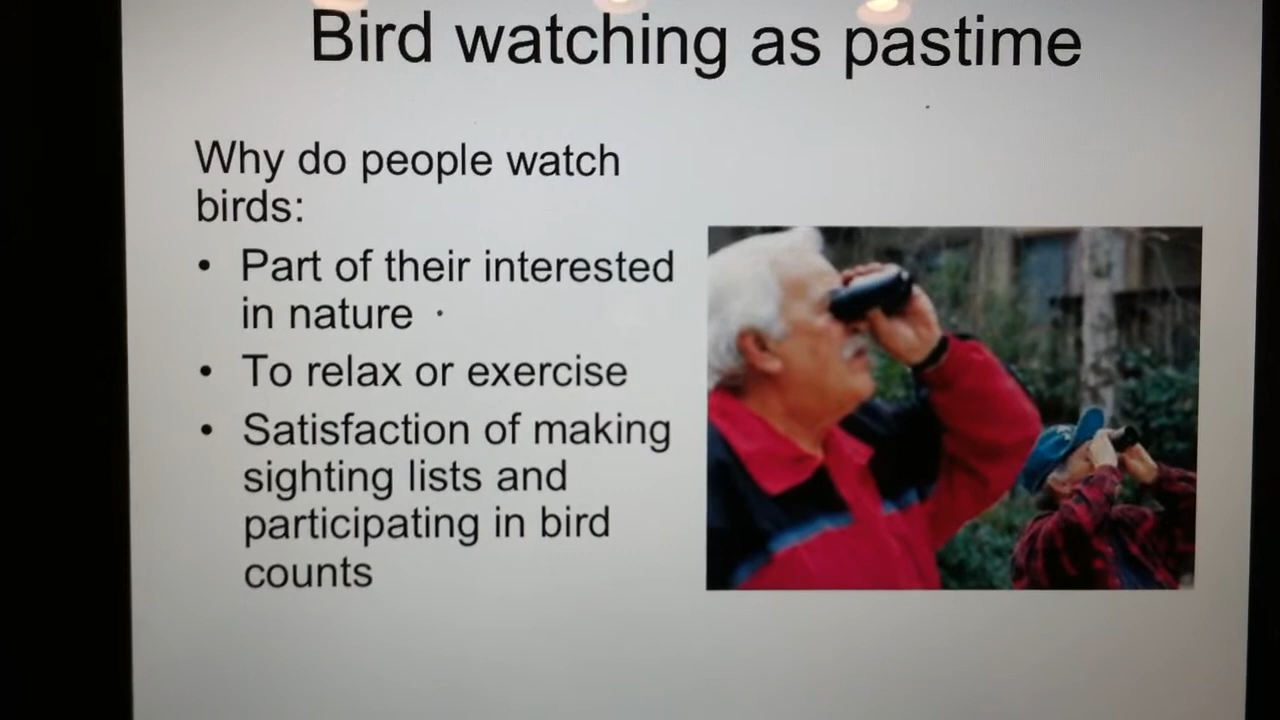 Bird watching as pastime
Why do people watch
birds:
• Part of their interested
in nature
• To relax or exercise
• Satisfaction of making
sighting lists and
participating in bird
counts